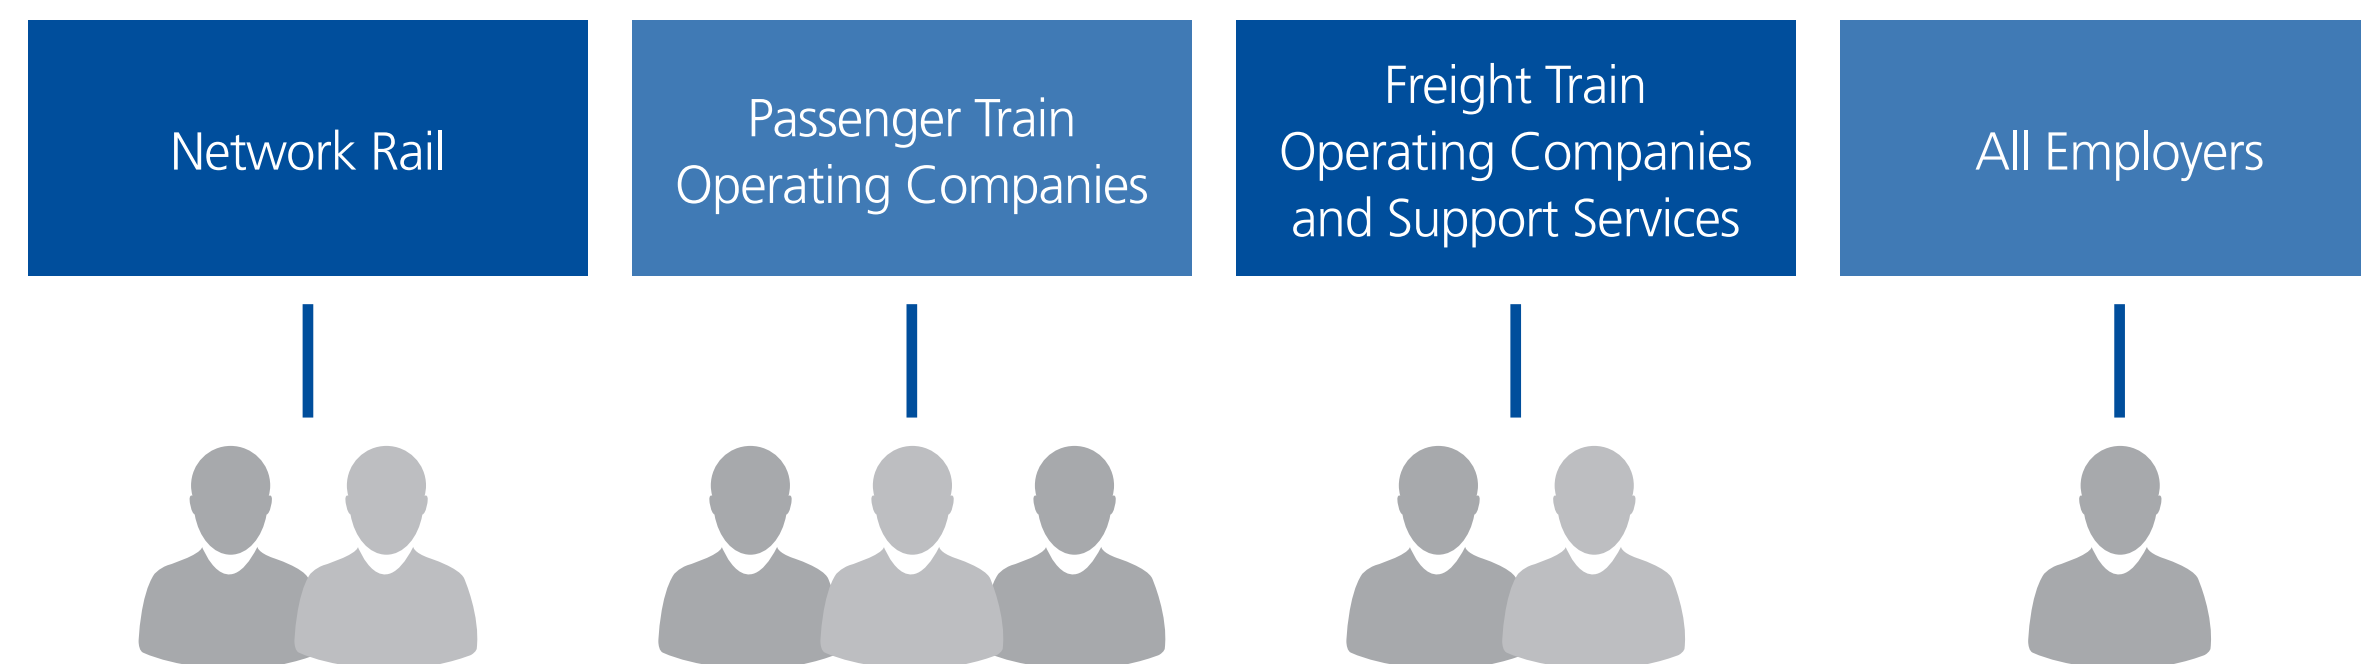 Network Rail
Passenger Train
Operating Companies
Freight Train
Operating Companies
and Support Services
All Employers